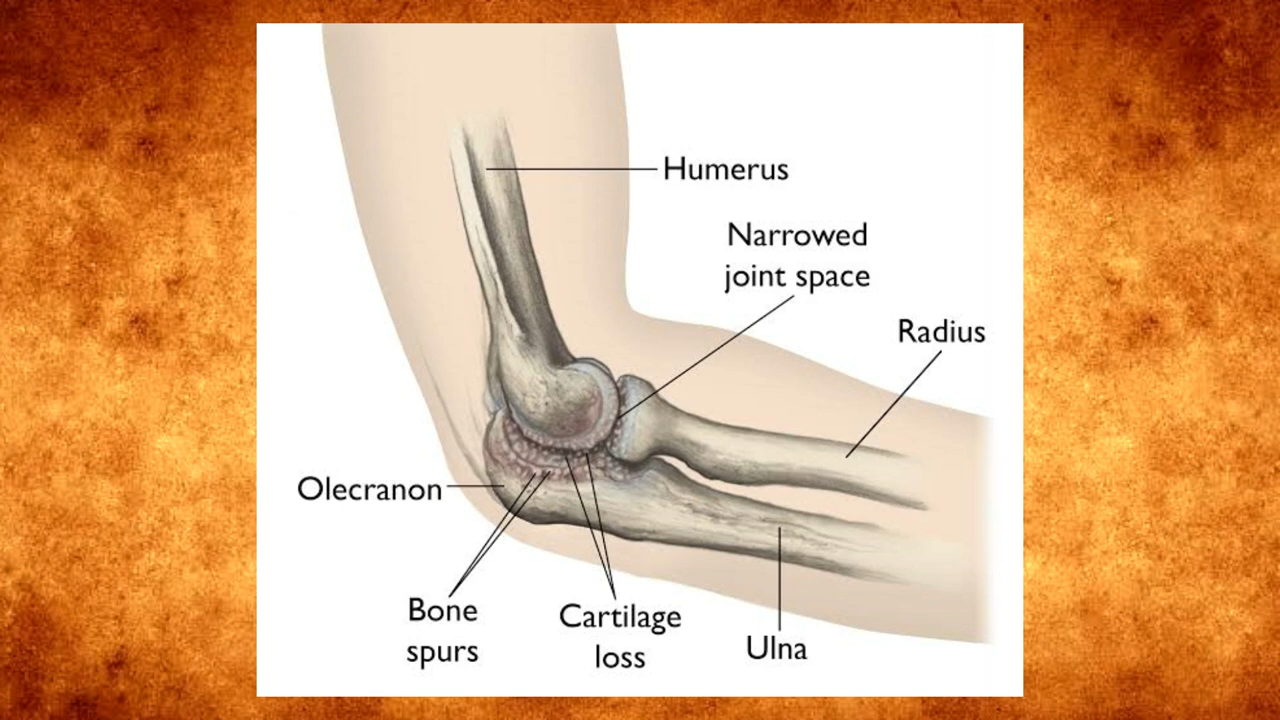 Humerus
Narrowed
joint space
Radius
Olecranon
Bone
spurs
Cartilage
loss
Ulna